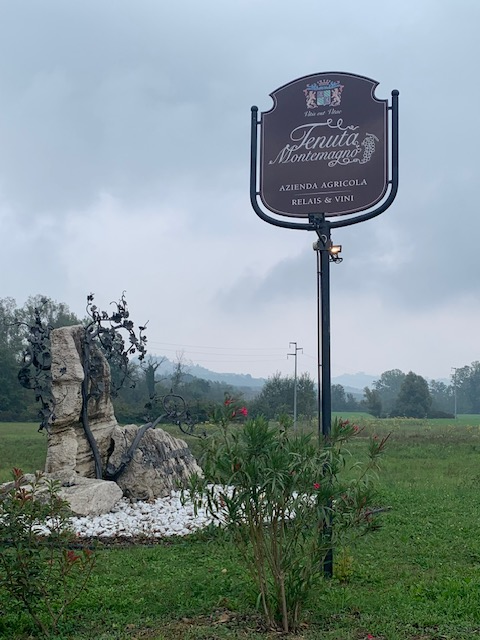 Tenuta
Montemagno
AZIENDA AGRICOLA
RELAIS & VINI